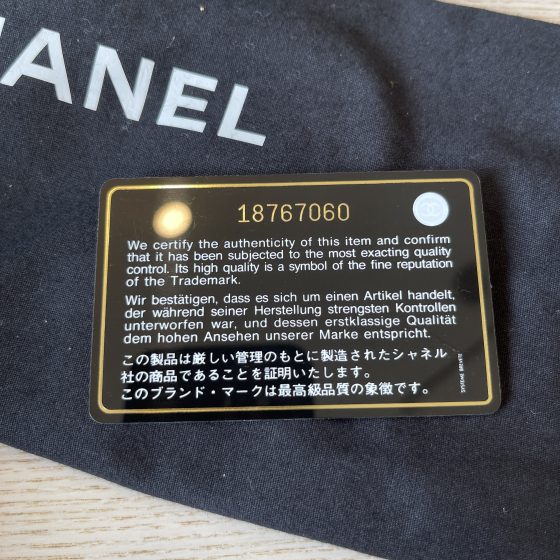 HANEL
18767060
We certify the authenticity of this item and confirm
that it has been subjected to the most exacting quality
control. Its high quality is a symbol of the fine reputation
of the Trademark.
Wir bestätigen, dass es sich um einen Artikel handelt,
der während seiner Herstellung strengsten Kontrollen
unterworfen war, und dessen erstklassige Qualität
dem hohen Ansehen unserer Marke entspricht.
この製品は厳しい管理のもとに製造されたシャネル
社の商品であることを証明いたします。
このブランド・マークは最高級品質の象徴です。